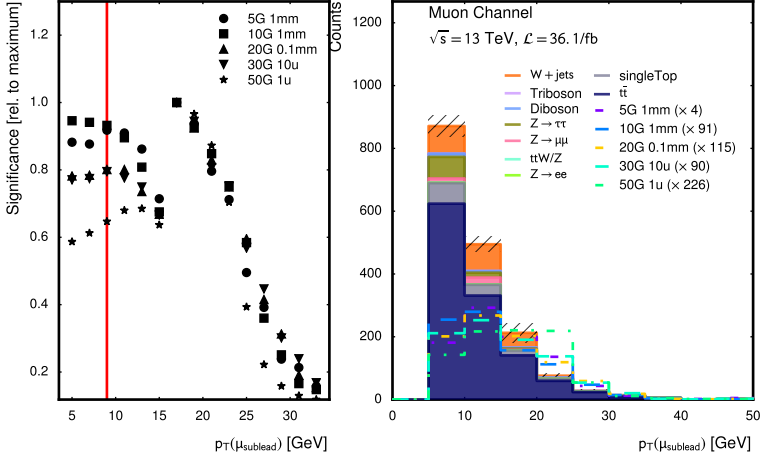 Significance [rel. to maximum]
1.2
1.0
0.8
0.6
0.4
0.2
5G 1mm
10G 1mm
20G 0.1mm
30G 10u
50G 1u
5
10
15
20
25
30
p_T(μ_sublead) [GeV]
Counts
1200
1000
800
600
400
200
0
Muon Channel
√s = 13 TeV, ℒ = 36.1/fb
W + jets
Triboson
Diboson
Z → ττ
Z → μμ
ttW/Z
Z → ee
singleTop
tt̄
5G 1mm (× 4)
10G 1mm (× 91)
20G 0.1mm (× 115)
30G 10u (× 90)
50G 1u (× 226)
0
10
20
30
40
50
p_T(μ_sublead) [GeV]